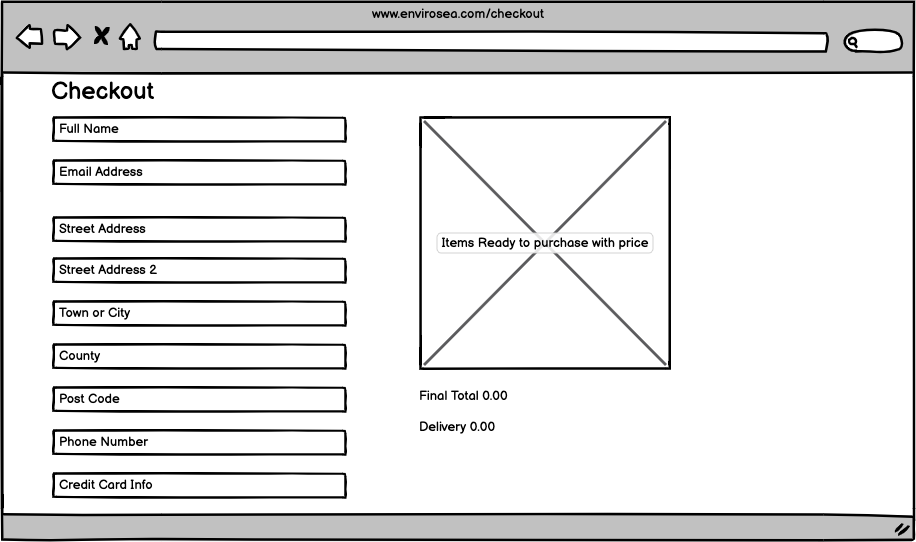 www.envirosea.com/checkout
Checkout
Full Name
Email Address
Street Address
Street Address 2
Town or City
County
Post Code
Phone Number
Credit Card Info
Items Ready to purchase with price
Final Total 0.00
Delivery 0.00